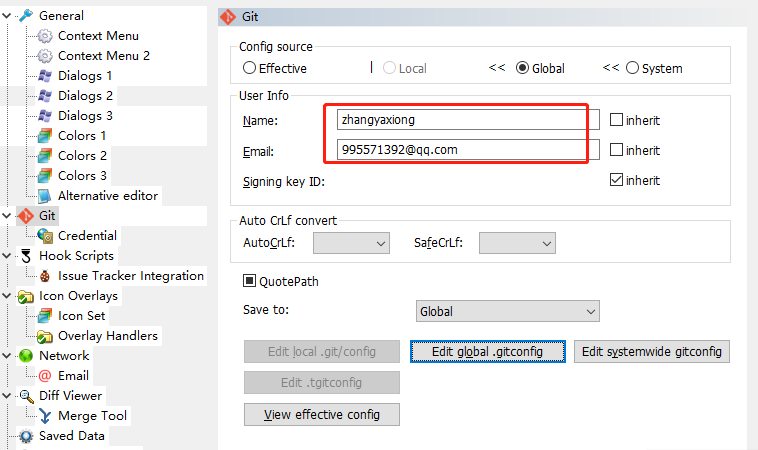 General
Context Menu
Context Menu 2
Dialogs 1
Dialogs 2
Dialogs 3
Colors 1
Colors 2
Colors 3
Alternative editor
Git
Credential
Hook Scripts
Issue Tracker Integration
Icon Overlays
Icon Set
Overlay Handlers
Network
@ Email
Diff Viewer
Merge Tool
Saved Data
Git
Config source
Effective | Local << Global << System
User Info
Name: zhangyaxiong inherit
Email: 995571392@qq.com inherit
Signing key ID: inherit
Auto CrLf convert
AutoCrLf: SafeCrLf:
QuotePath
Save to: Global
Edit local .git/config Edit global .gitconfig Edit systemwide gitconfig
Edit .tgitconfig
View effective config